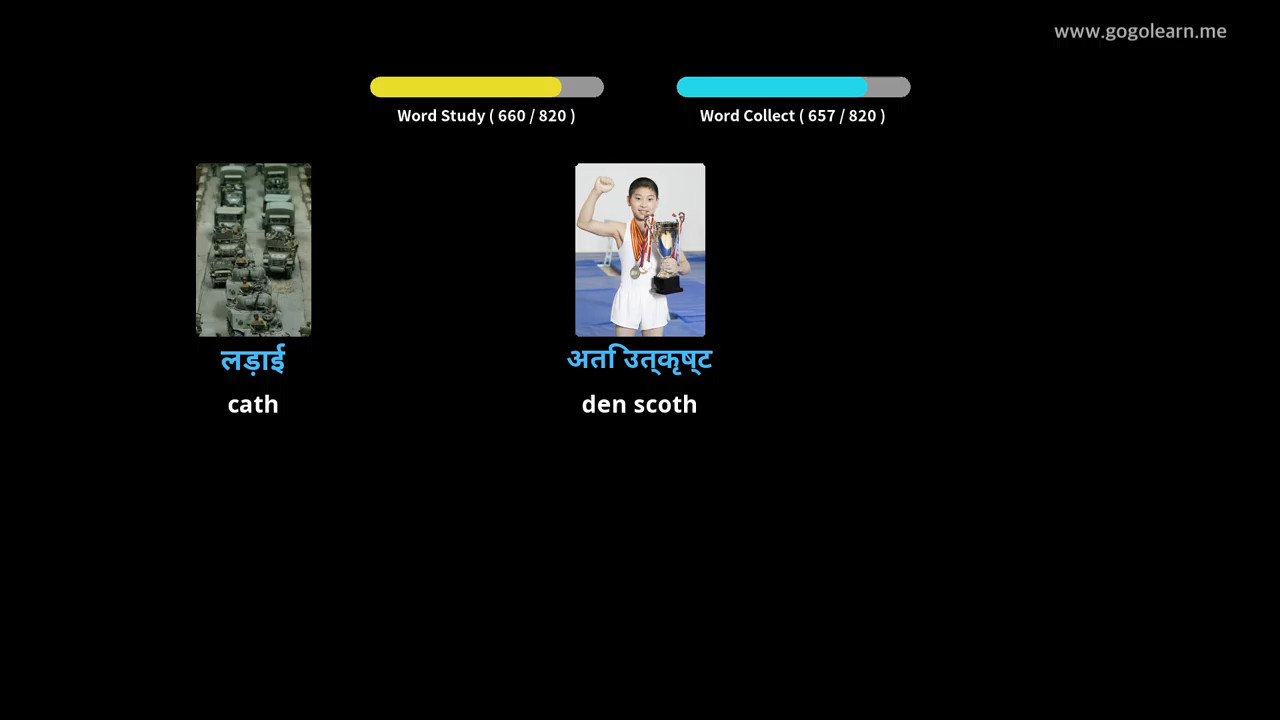 www.gogolearn.me
Word Study ( 660 / 820 )
Word Collect ( 657 / 820 )
लड़ाई
cath
अति उत्कृष्ट
den scoth